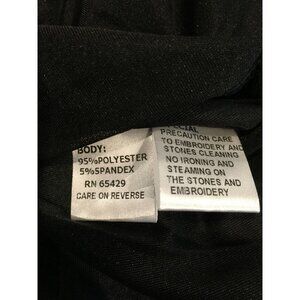 BODY:
95%POLYESTER
5%SPANDEX
RN 65429
CARE ON REVERSE
PRECAUTION CARE
TO EMBROIDERY AND
STONES CLEANING
NO IRONING AND
STEAMING ON
THE STONES AND
EMBROIDERY